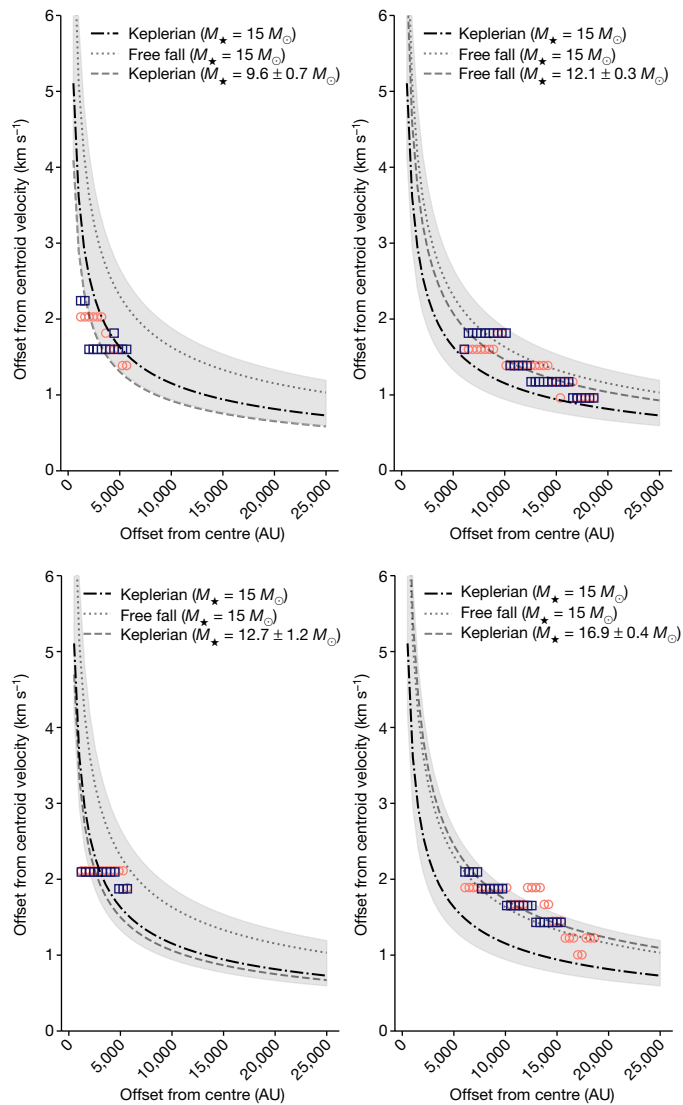 Keplerian (M★ = 15 M☉)
Free fall (M★ = 15 M☉)
Keplerian (M★ = 9.6 ± 0.7 M☉)
Offset from centroid velocity (km s⁻¹)
6
5
4
3
2
1
0
0
5,000
10,000
15,000
20,000
25,000
Offset from centre (AU)
Keplerian (M★ = 15 M☉)
Free fall (M★ = 15 M☉)
Free fall (M★ = 12.1 ± 0.3 M☉)
Offset from centroid velocity (km s⁻¹)
6
5
4
3
2
1
0
0
5,000
10,000
15,000
20,000
25,000
Offset from centre (AU)
Keplerian (M★ = 15 M☉)
Free fall (M★ = 15 M☉)
Keplerian (M★ = 12.7 ± 1.2 M☉)
Offset from centroid velocity (km s⁻¹)
6
5
4
3
2
1
0
0
5,000
10,000
15,000
20,000
25,000
Offset from centre (AU)
Keplerian (M★ = 15 M☉)
Free fall (M★ = 15 M☉)
Keplerian (M★ = 16.9 ± 0.4 M☉)
Offset from centroid velocity (km s⁻¹)
6
5
4
3
2
1
0
0
5,000
10,000
15,000
20,000
25,000
Offset from centre (AU)